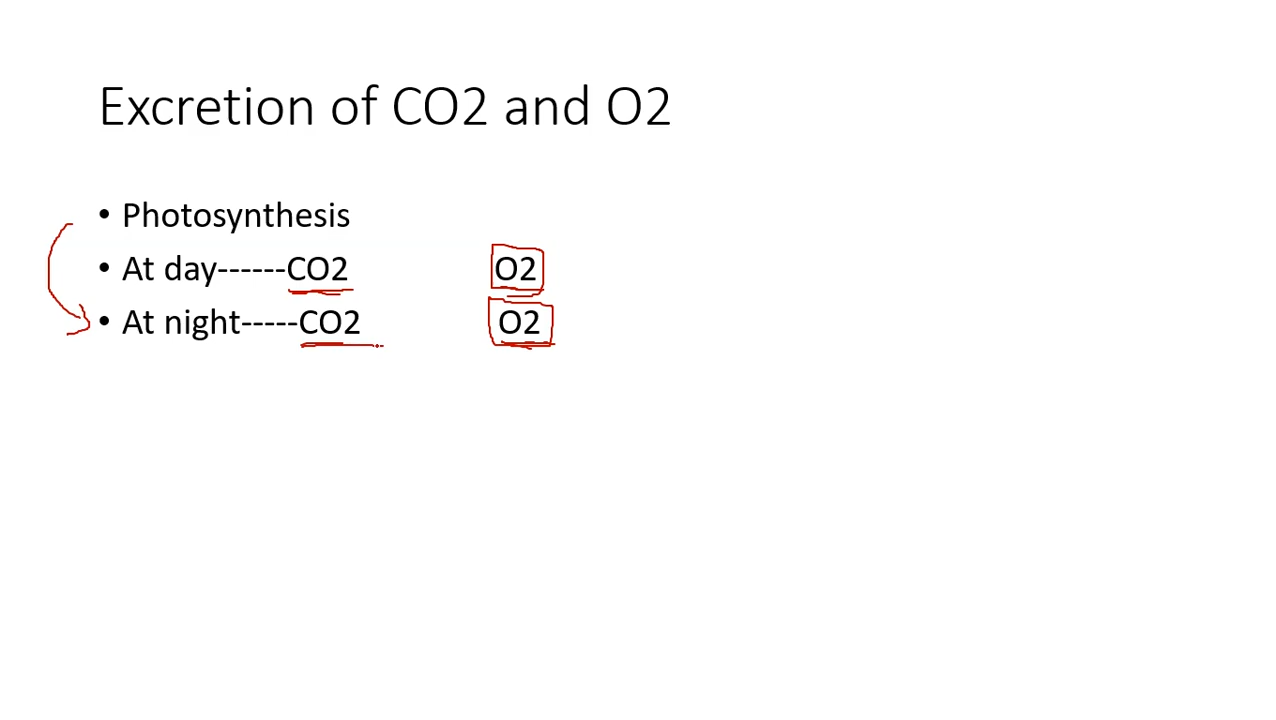 Excretion of CO2 and O2
• Photosynthesis
• At day------CO2 O2
• At night-----CO2 O2